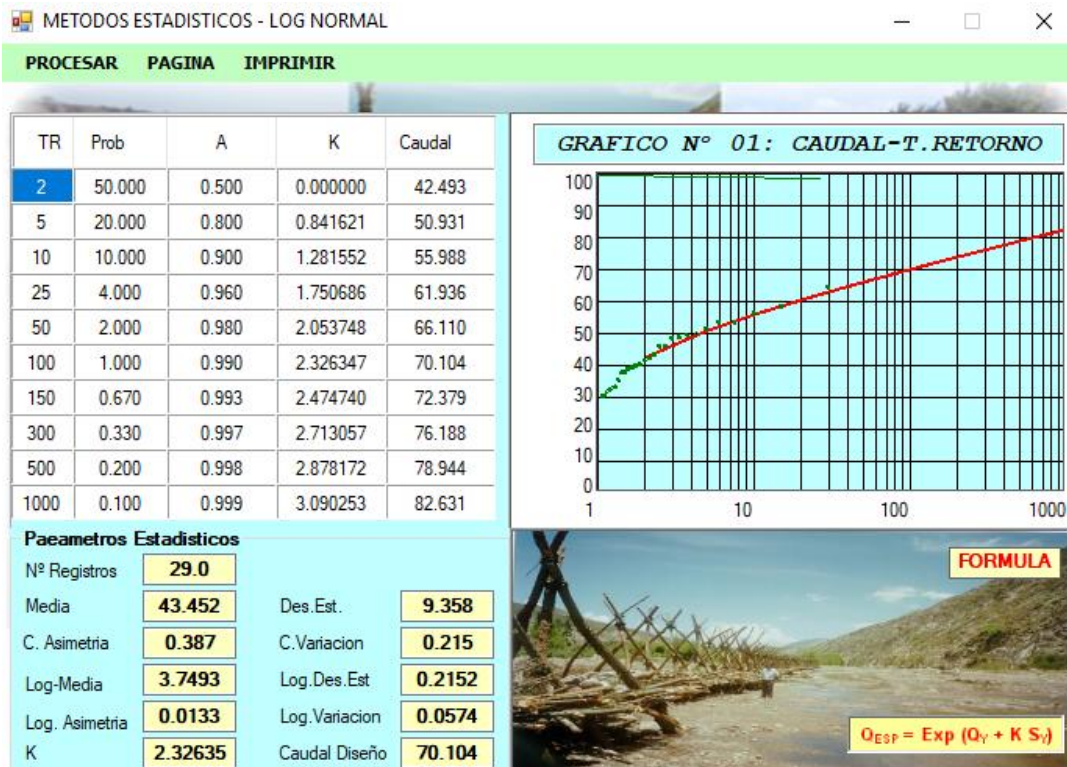 METODOS ESTADISTICOS - LOG NORMAL
PROCESAR PAGINA IMPRIMIR
TR Prob A K Caudal
2 50.000 0.500 0.000000 42.493
5 20.000 0.800 0.841621 50.931
10 10.000 0.900 1.281552 55.988
25 4.000 0.960 1.750686 61.936
50 2.000 0.980 2.053748 66.110
100 1.000 0.990 2.326347 70.104
150 0.670 0.993 2.474740 72.379
300 0.330 0.997 2.713057 76.188
500 0.200 0.998 2.878172 78.944
1000 0.100 0.999 3.090253 82.631
GRAFICO Nº 01: CAUDAL-T.RETORNO
100
90
80
70
60
50
40
30
20
10
0
1 10 100 1000
Paeametros Estadisticos
Nº Registros 29.0
Media 43.452 Des.Est. 9.358
C. Asimetria 0.387 C.Variacion 0.215
Log-Media 3.7493 Log.Des.Est 0.2152
Log. Asimetria 0.0133 Log.Variacion 0.0574
K 2.32635 Caudal Diseño 70.104
FORMULA
QESP = Exp (QY + K SY)